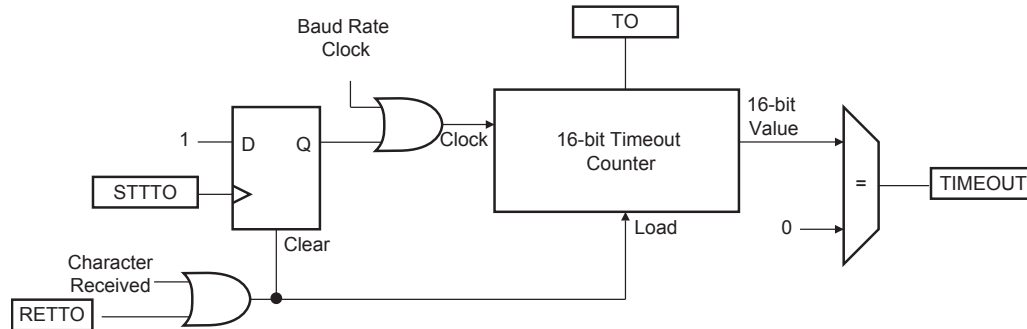 TO
Baud Rate
Clock
16-bit
Value
1
D
Q
Clock
16-bit Timeout
Counter
STTTO
=
TIMEOUT
Clear
Load
0
Character
Received
RETTO